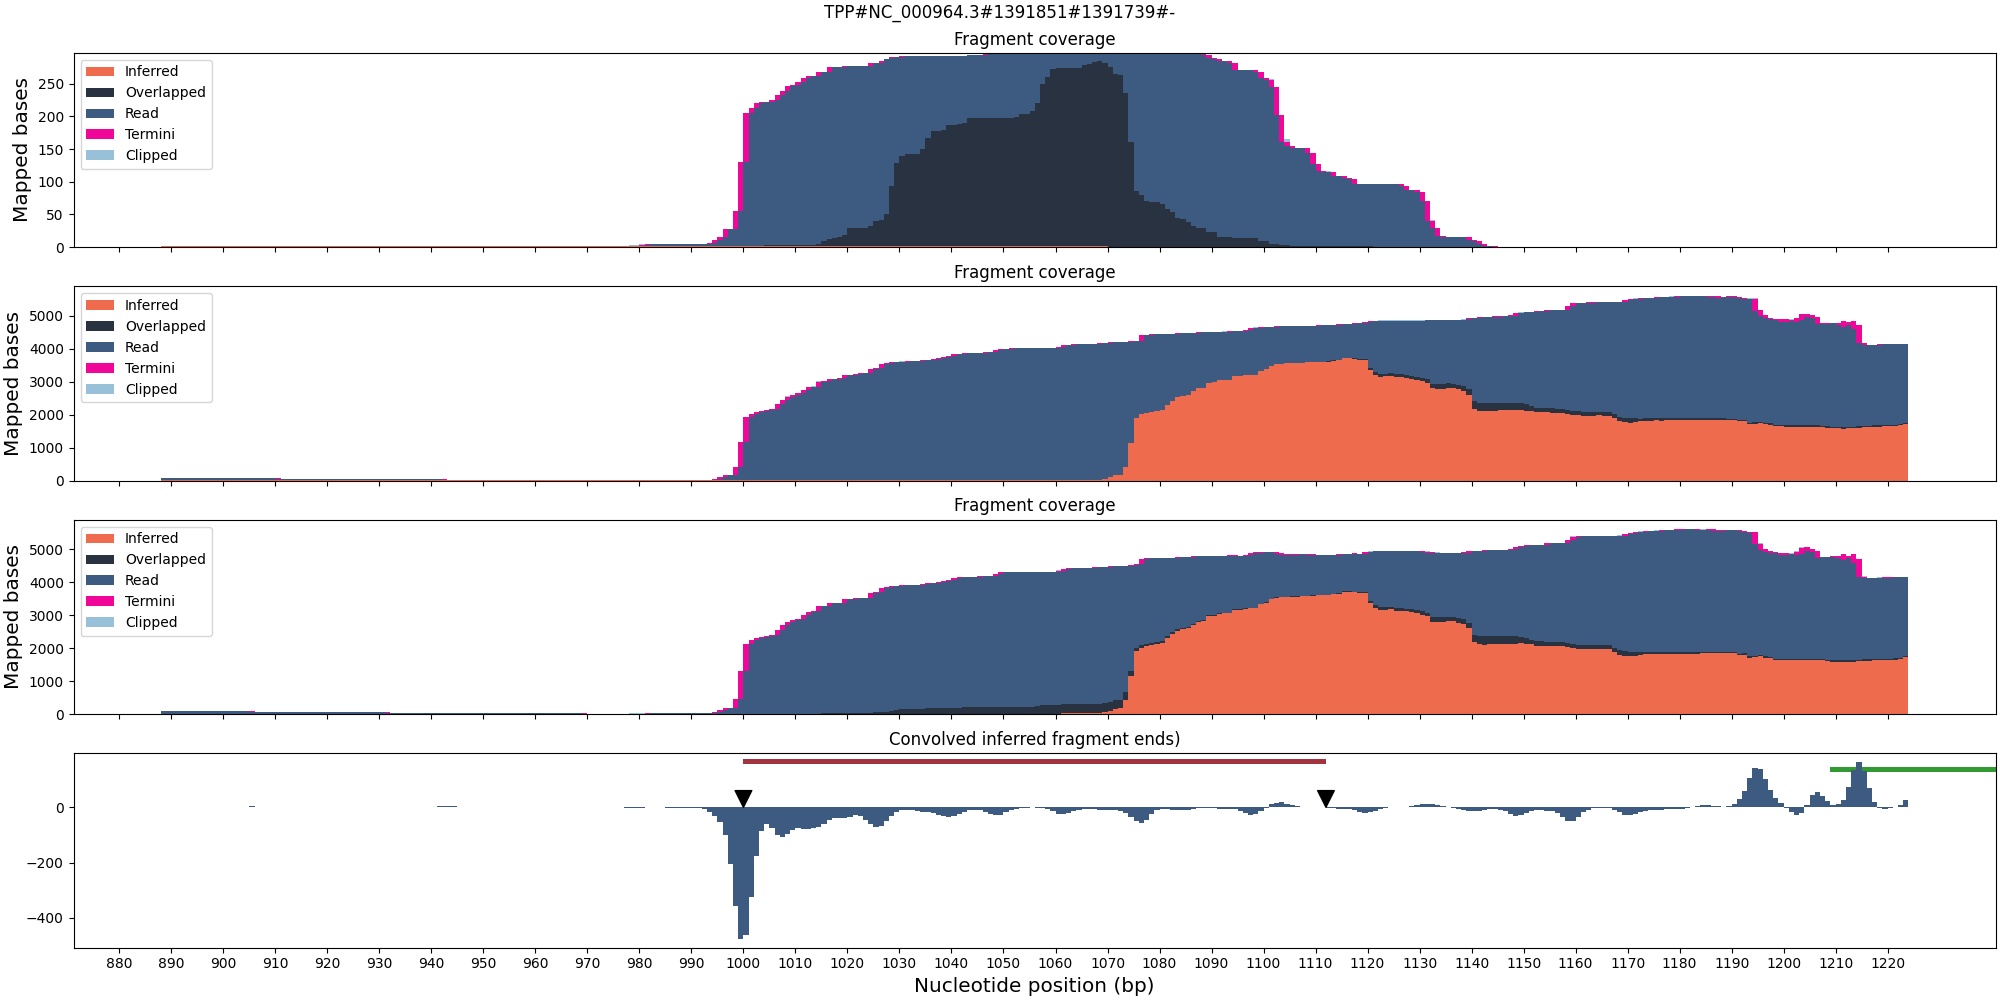 TPP#NC_000964.3#1391851#1391739#-
Fragment coverage
Mapped bases
250
200
150
100
50
0
Inferred
Overlapped
Read
Termini
Clipped
Fragment coverage
Mapped bases
5000
4000
3000
2000
1000
0
Inferred
Overlapped
Read
Termini
Clipped
Fragment coverage
Mapped bases
5000
4000
3000
2000
1000
0
Inferred
Overlapped
Read
Termini
Clipped
Convolved inferred fragment ends)
0
−200
−400
880 890 900 910 920 930 940 950 960 970 980 990 1000 1010 1020 1030 1040 1050 1060 1070 1080 1090 1100 1110 1120 1130 1140 1150 1160 1170 1180 1190 1200 1210 1220
Nucleotide position (bp)